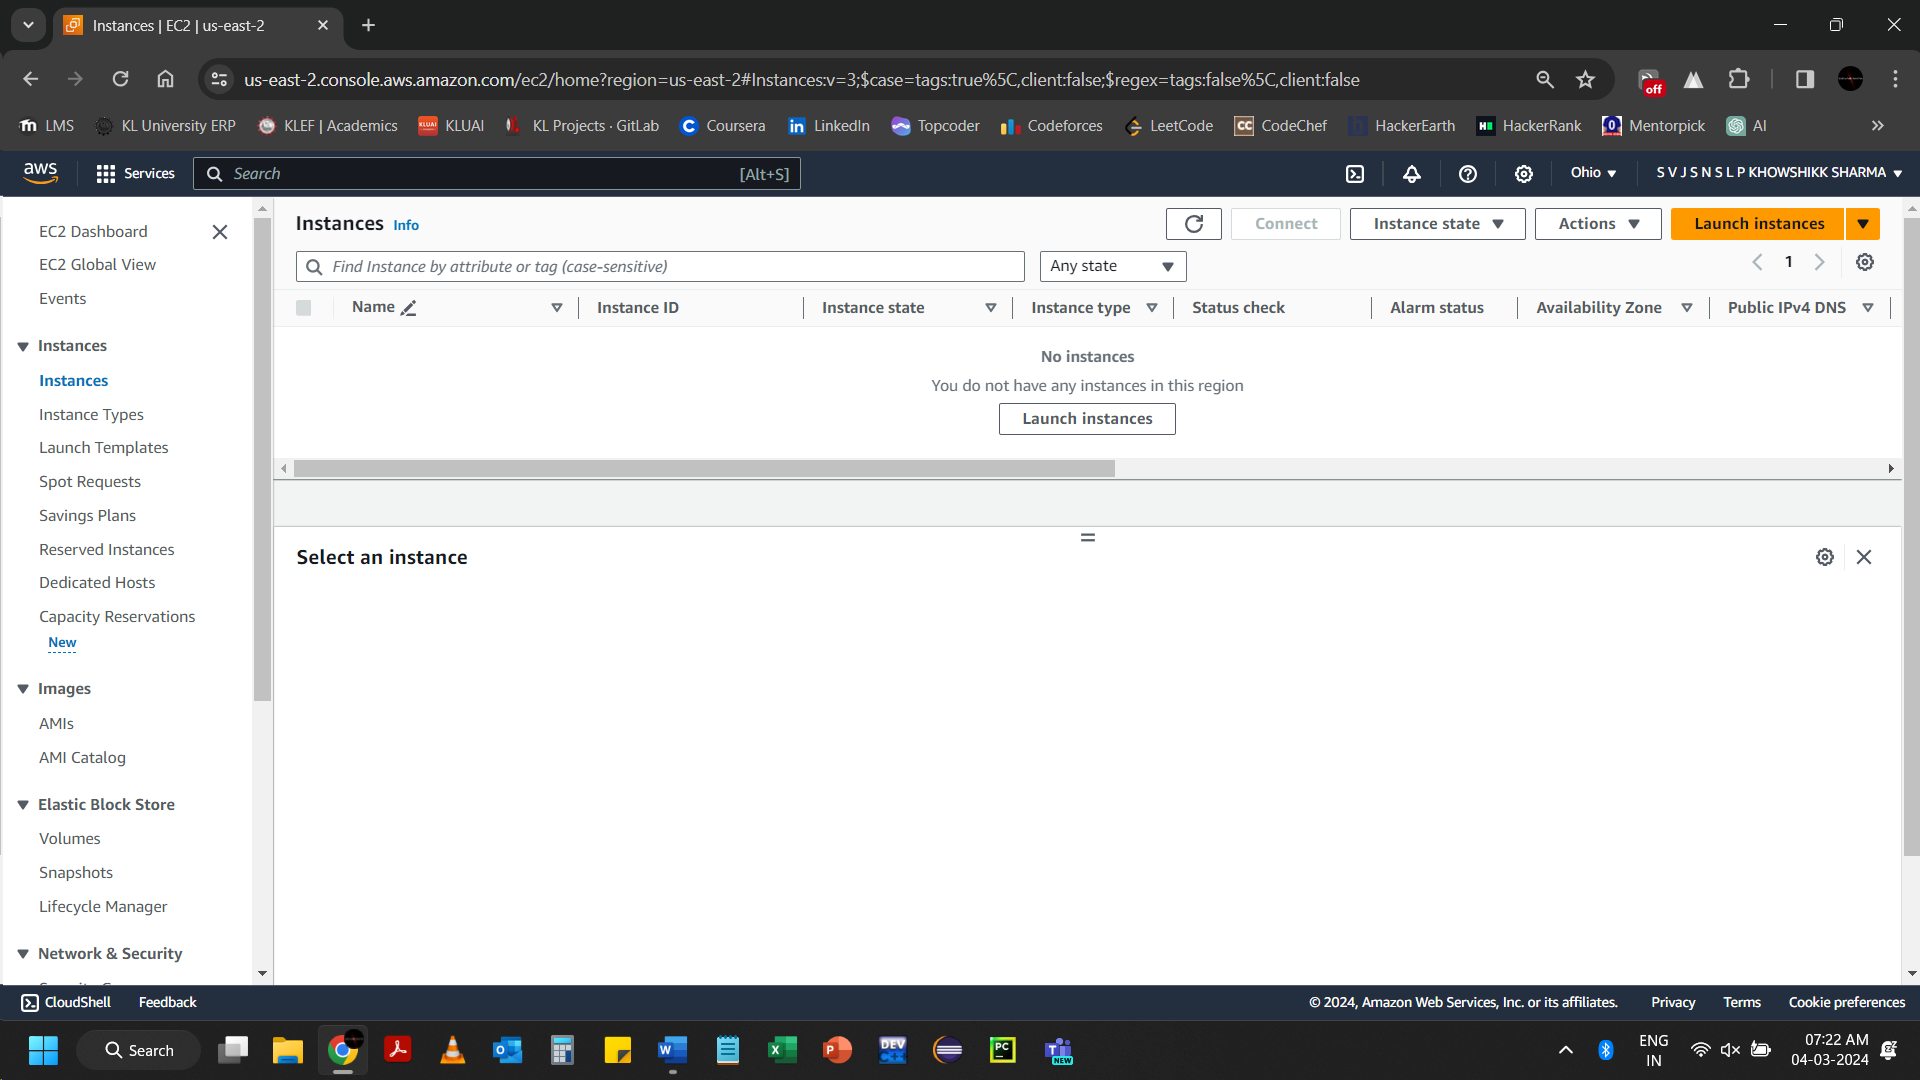 Instances | EC2 | us-east-2
us-east-2.console.aws.amazon.com/ec2/home?region=us-east-2#Instances:v=3;$case=tags:true%5C,client:false;$regex=tags:false%5C,client:false
off
LMS KL University ERP KLEF | Academics KLUAI KL Projects · GitLab Coursera LinkedIn Topcoder Codeforces LeetCode CodeChef HackerEarth HackerRank Mentorpick AI
aws Services Search [Alt+S] Ohio S V J S N S L P KHOWSHIKK SHARMA
EC2 Dashboard
EC2 Global View
Events
Instances
Instances
Instance Types
Launch Templates
Spot Requests
Savings Plans
Reserved Instances
Dedicated Hosts
Capacity Reservations
New
Images
AMIs
AMI Catalog
Elastic Block Store
Volumes
Snapshots
Lifecycle Manager
Network & Security
Instances Info Connect Instance state Actions Launch instances
Find Instance by attribute or tag (case-sensitive) Any state 1
Name Instance ID Instance state Instance type Status check Alarm status Availability Zone Public IPv4 DNS
No instances
You do not have any instances in this region
Launch instances
Select an instance
CloudShell Feedback © 2024, Amazon Web Services, Inc. or its affiliates. Privacy Terms Cookie preferences
Search ENG 07:22 AM
IN 04-03-2024